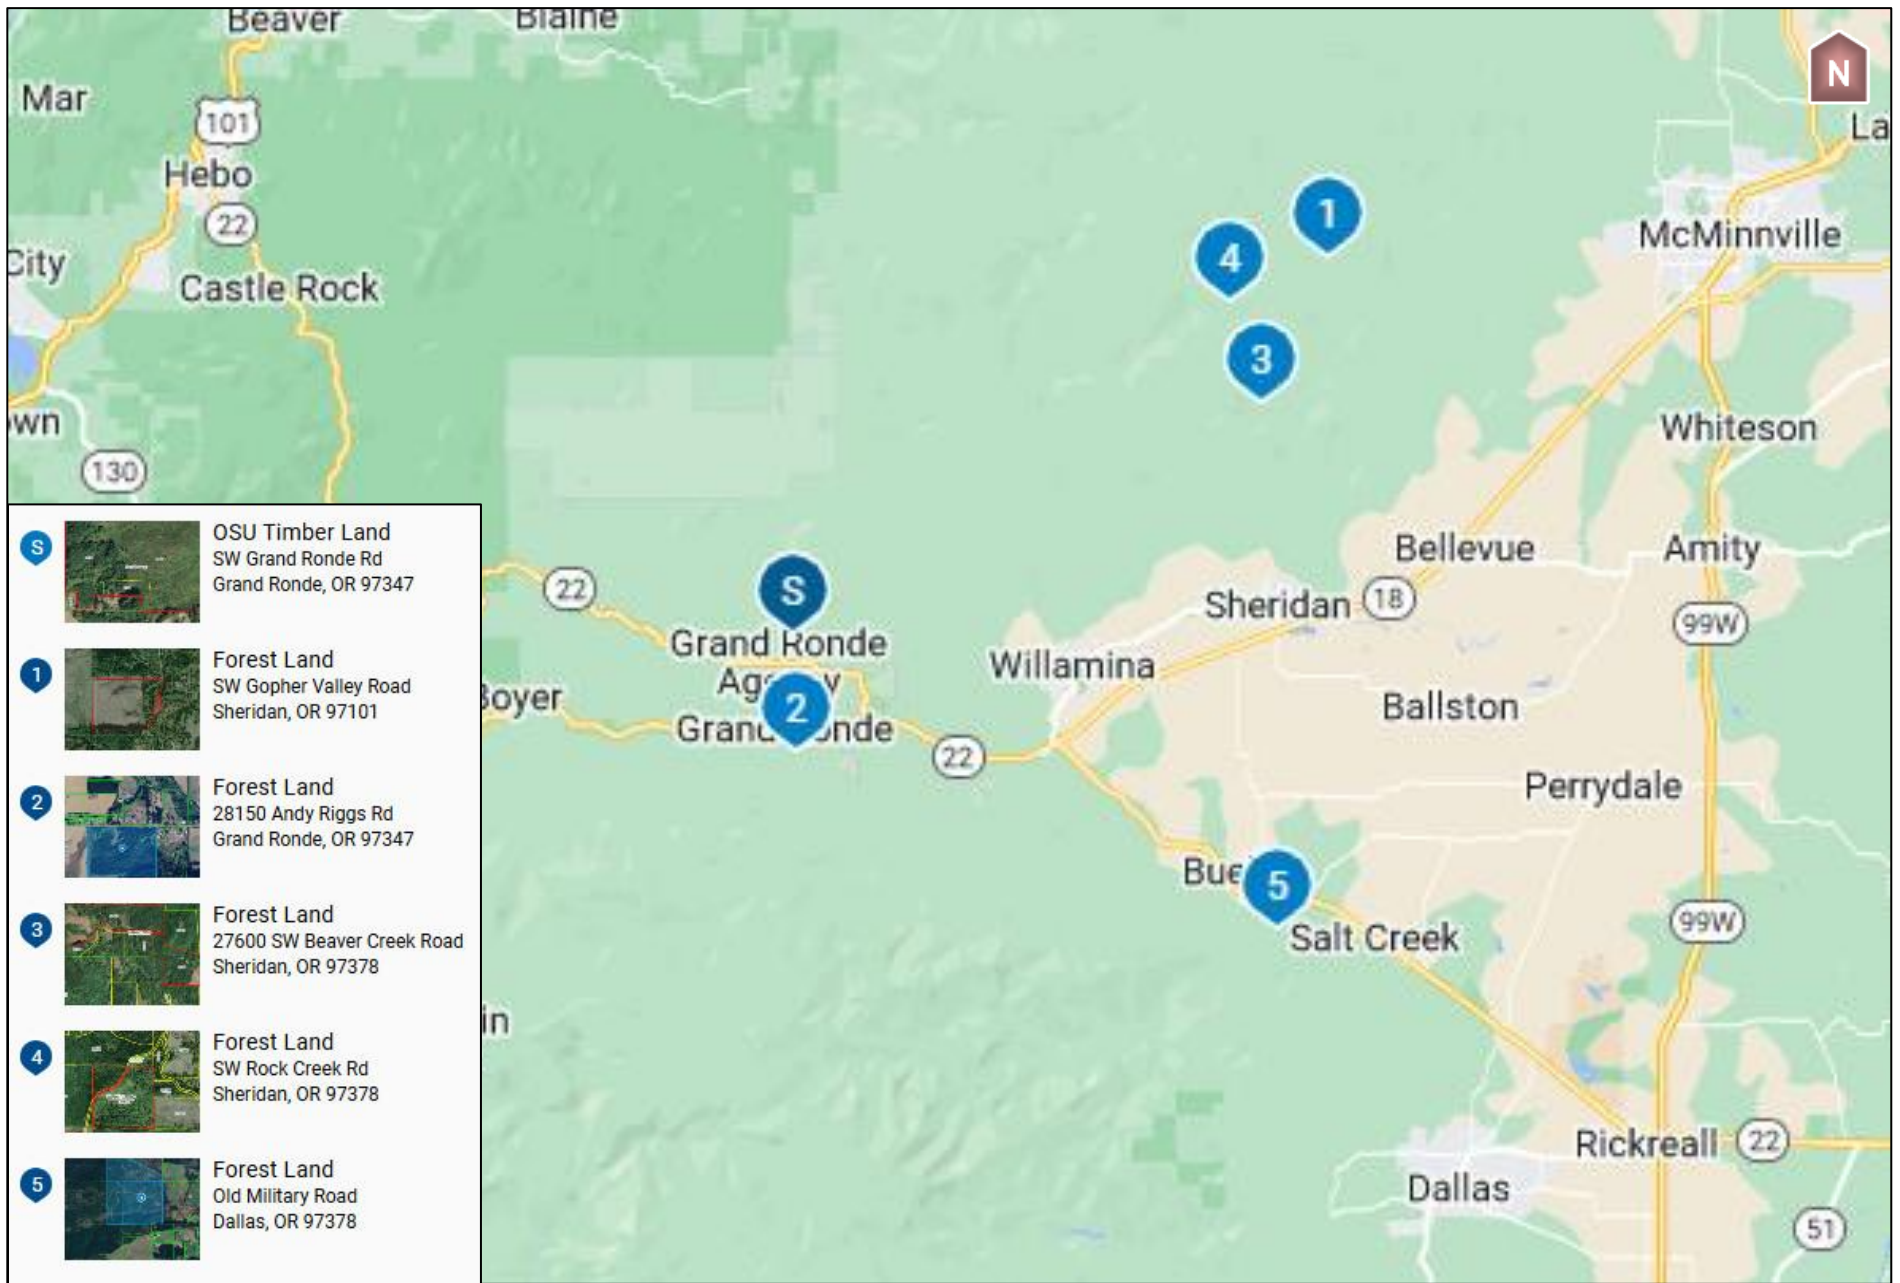 Beaver
Blaine
N
Mar
101
La
Hebo
1
22
McMinnville
4
City
Castle Rock
3
own
Whiteson
130
Bellevue
Amity
22
S
Sheridan
18
99W
Grand Ronde
Willamina
Boyer
2
Ballston
22
Perrydale
5
Salt Creek
99W
in
Rickreall
22
Dallas
51
S
OSU Timber Land
SW Grand Ronde Rd
Grand Ronde, OR 97347
1
Forest Land
SW Gopher Valley Road
Sheridan, OR 97101
2
Forest Land
28150 Andy Riggs Rd
Grand Ronde, OR 97347
3
Forest Land
27600 SW Beaver Creek Road
Sheridan, OR 97378
4
Forest Land
SW Rock Creek Rd
Sheridan, OR 97378
5
Forest Land
Old Military Road
Dallas, OR 97378